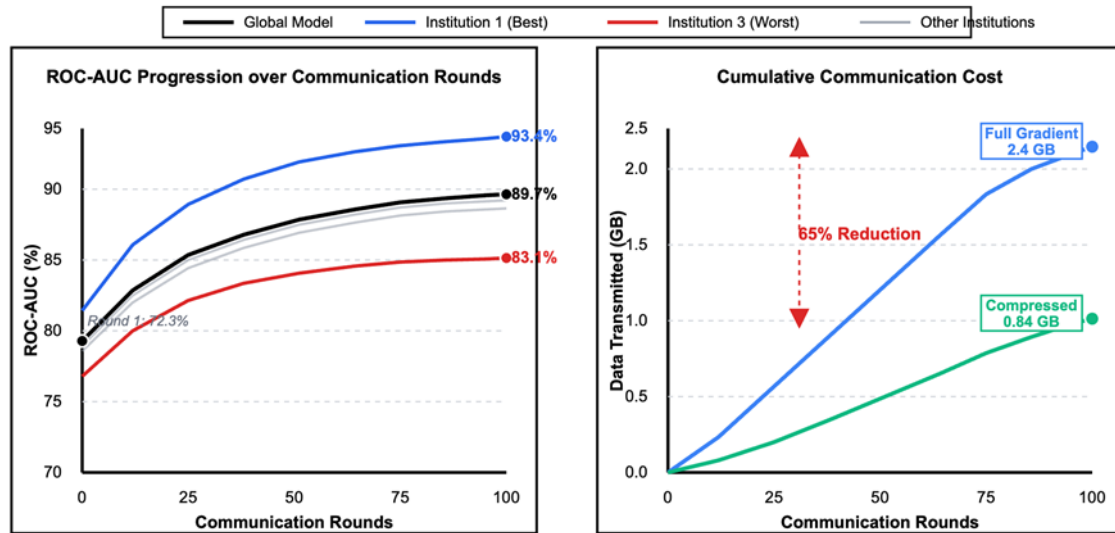 Global Model
Institution 1 (Best)
Institution 3 (Worst)
Other Institutions
ROC-AUC Progression over Communication Rounds
95
90
85
80
75
70
ROC-AUC (%)
93.4%
89.7%
83.1%
Round 1: 72.3%
0
25
50
75
100
Communication Rounds
Cumulative Communication Cost
2.5
2.0
1.5
1.0
0.5
0.0
Data Transmitted (GB)
Full Gradient
2.4 GB
65% Reduction
Compressed
0.84 GB
0
25
50
75
100
Communication Rounds